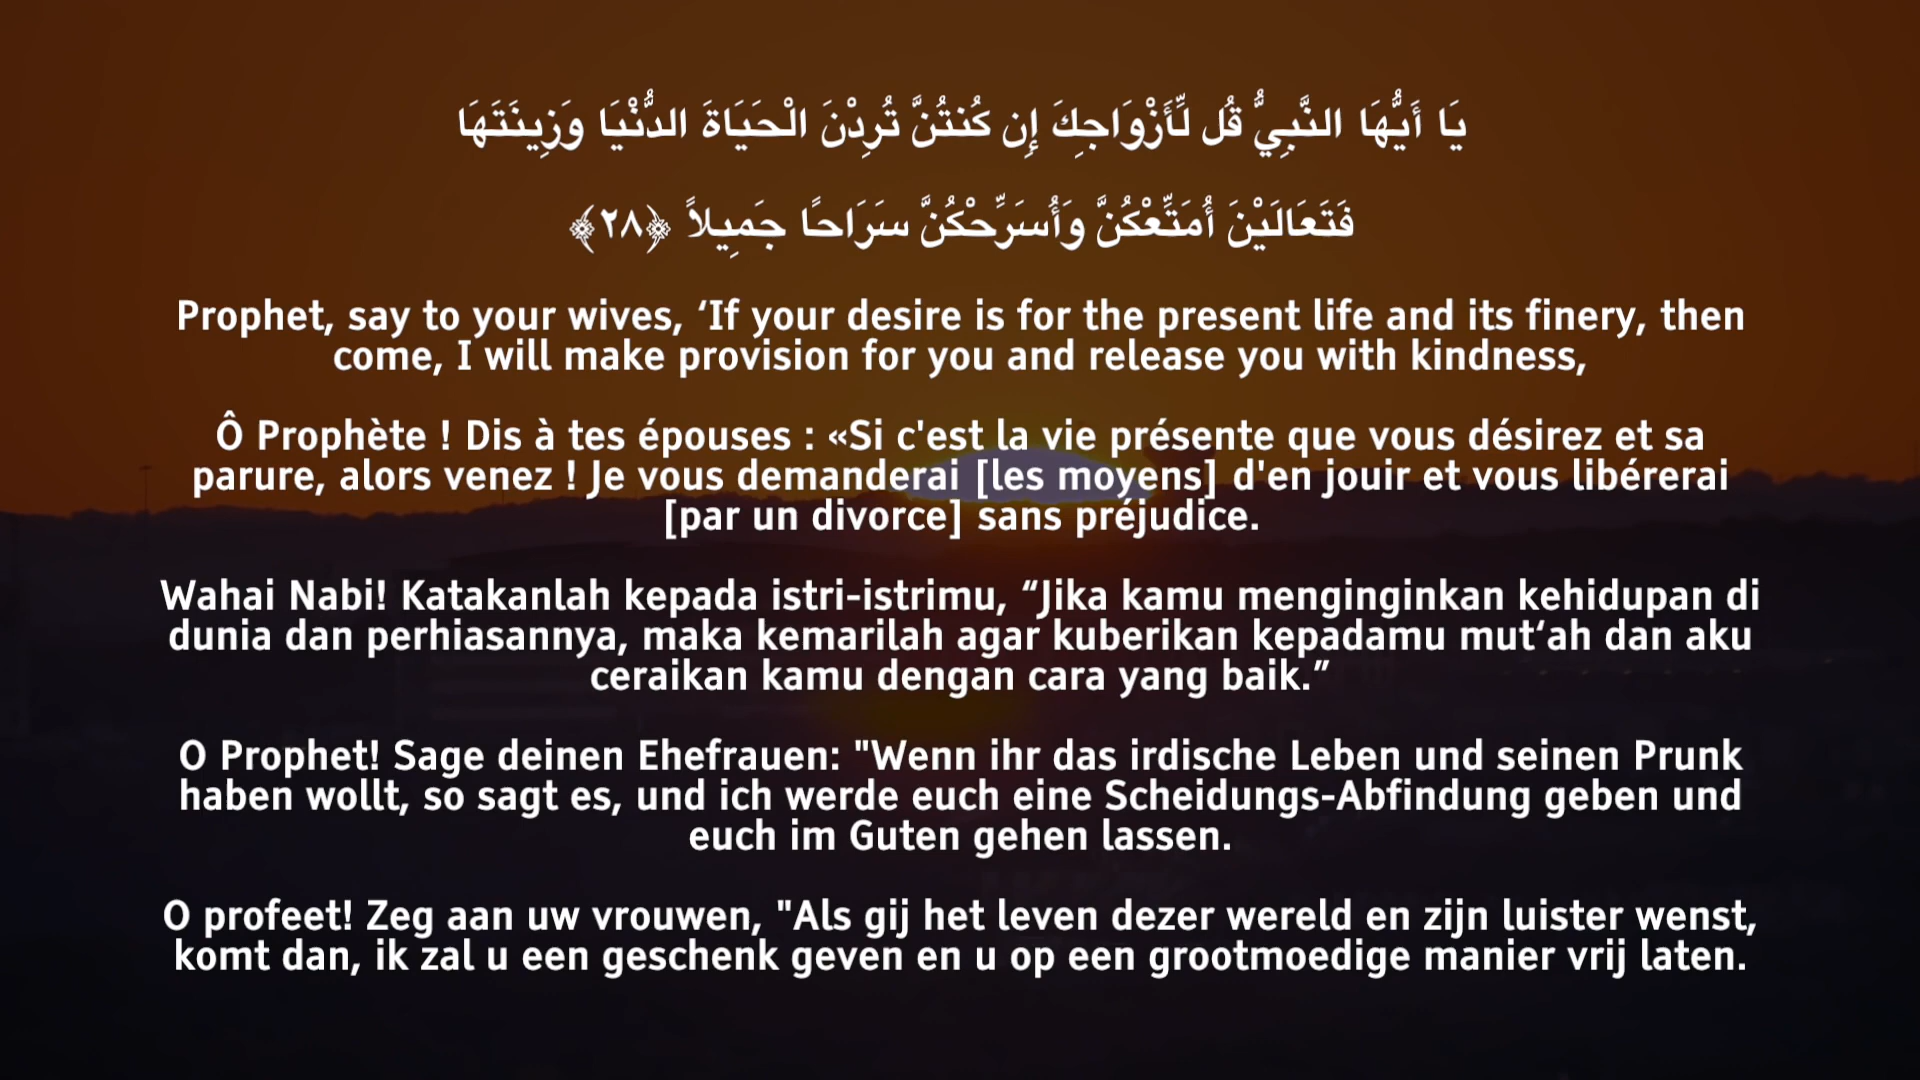 يَا أَيُّهَا النَّبِيُّ قُل لِّأَزْوَاجِكَ إِن كُنتُنَّ تُرِدْنَ الْحَيَاةَ الدُّنْيَا وَزِينَتَهَا
فَتَعَالَيْنَ أُمَتِّعْكُنَّ وَأُسَرِّحْكُنَّ سَرَاحًا جَمِيلاً ﴿٢٨﴾
Prophet, say to your wives, ‘If your desire is for the present life and its finery, then
come, I will make provision for you and release you with kindness,
Ô Prophète ! Dis à tes épouses : «Si c'est la vie présente que vous désirez et sa
parure, alors venez ! Je vous demanderai [les moyens] d'en jouir et vous libérerai
[par un divorce] sans préjudice.
Wahai Nabi! Katakanlah kepada istri-istrimu, “Jika kamu menginginkan kehidupan di
dunia dan perhiasannya, maka kemarilah agar kuberikan kepadamu mut‘ah dan aku
ceraikan kamu dengan cara yang baik.”
O Prophet! Sage deinen Ehefrauen: "Wenn ihr das irdische Leben und seinen Prunk
haben wollt, so sagt es, und ich werde euch eine Scheidungs-Abfindung geben und
euch im Guten gehen lassen.
O profeet! Zeg aan uw vrouwen, "Als gij het leven dezer wereld en zijn luister wenst,
komt dan, ik zal u een geschenk geven en u op een grootmoedige manier vrij laten.